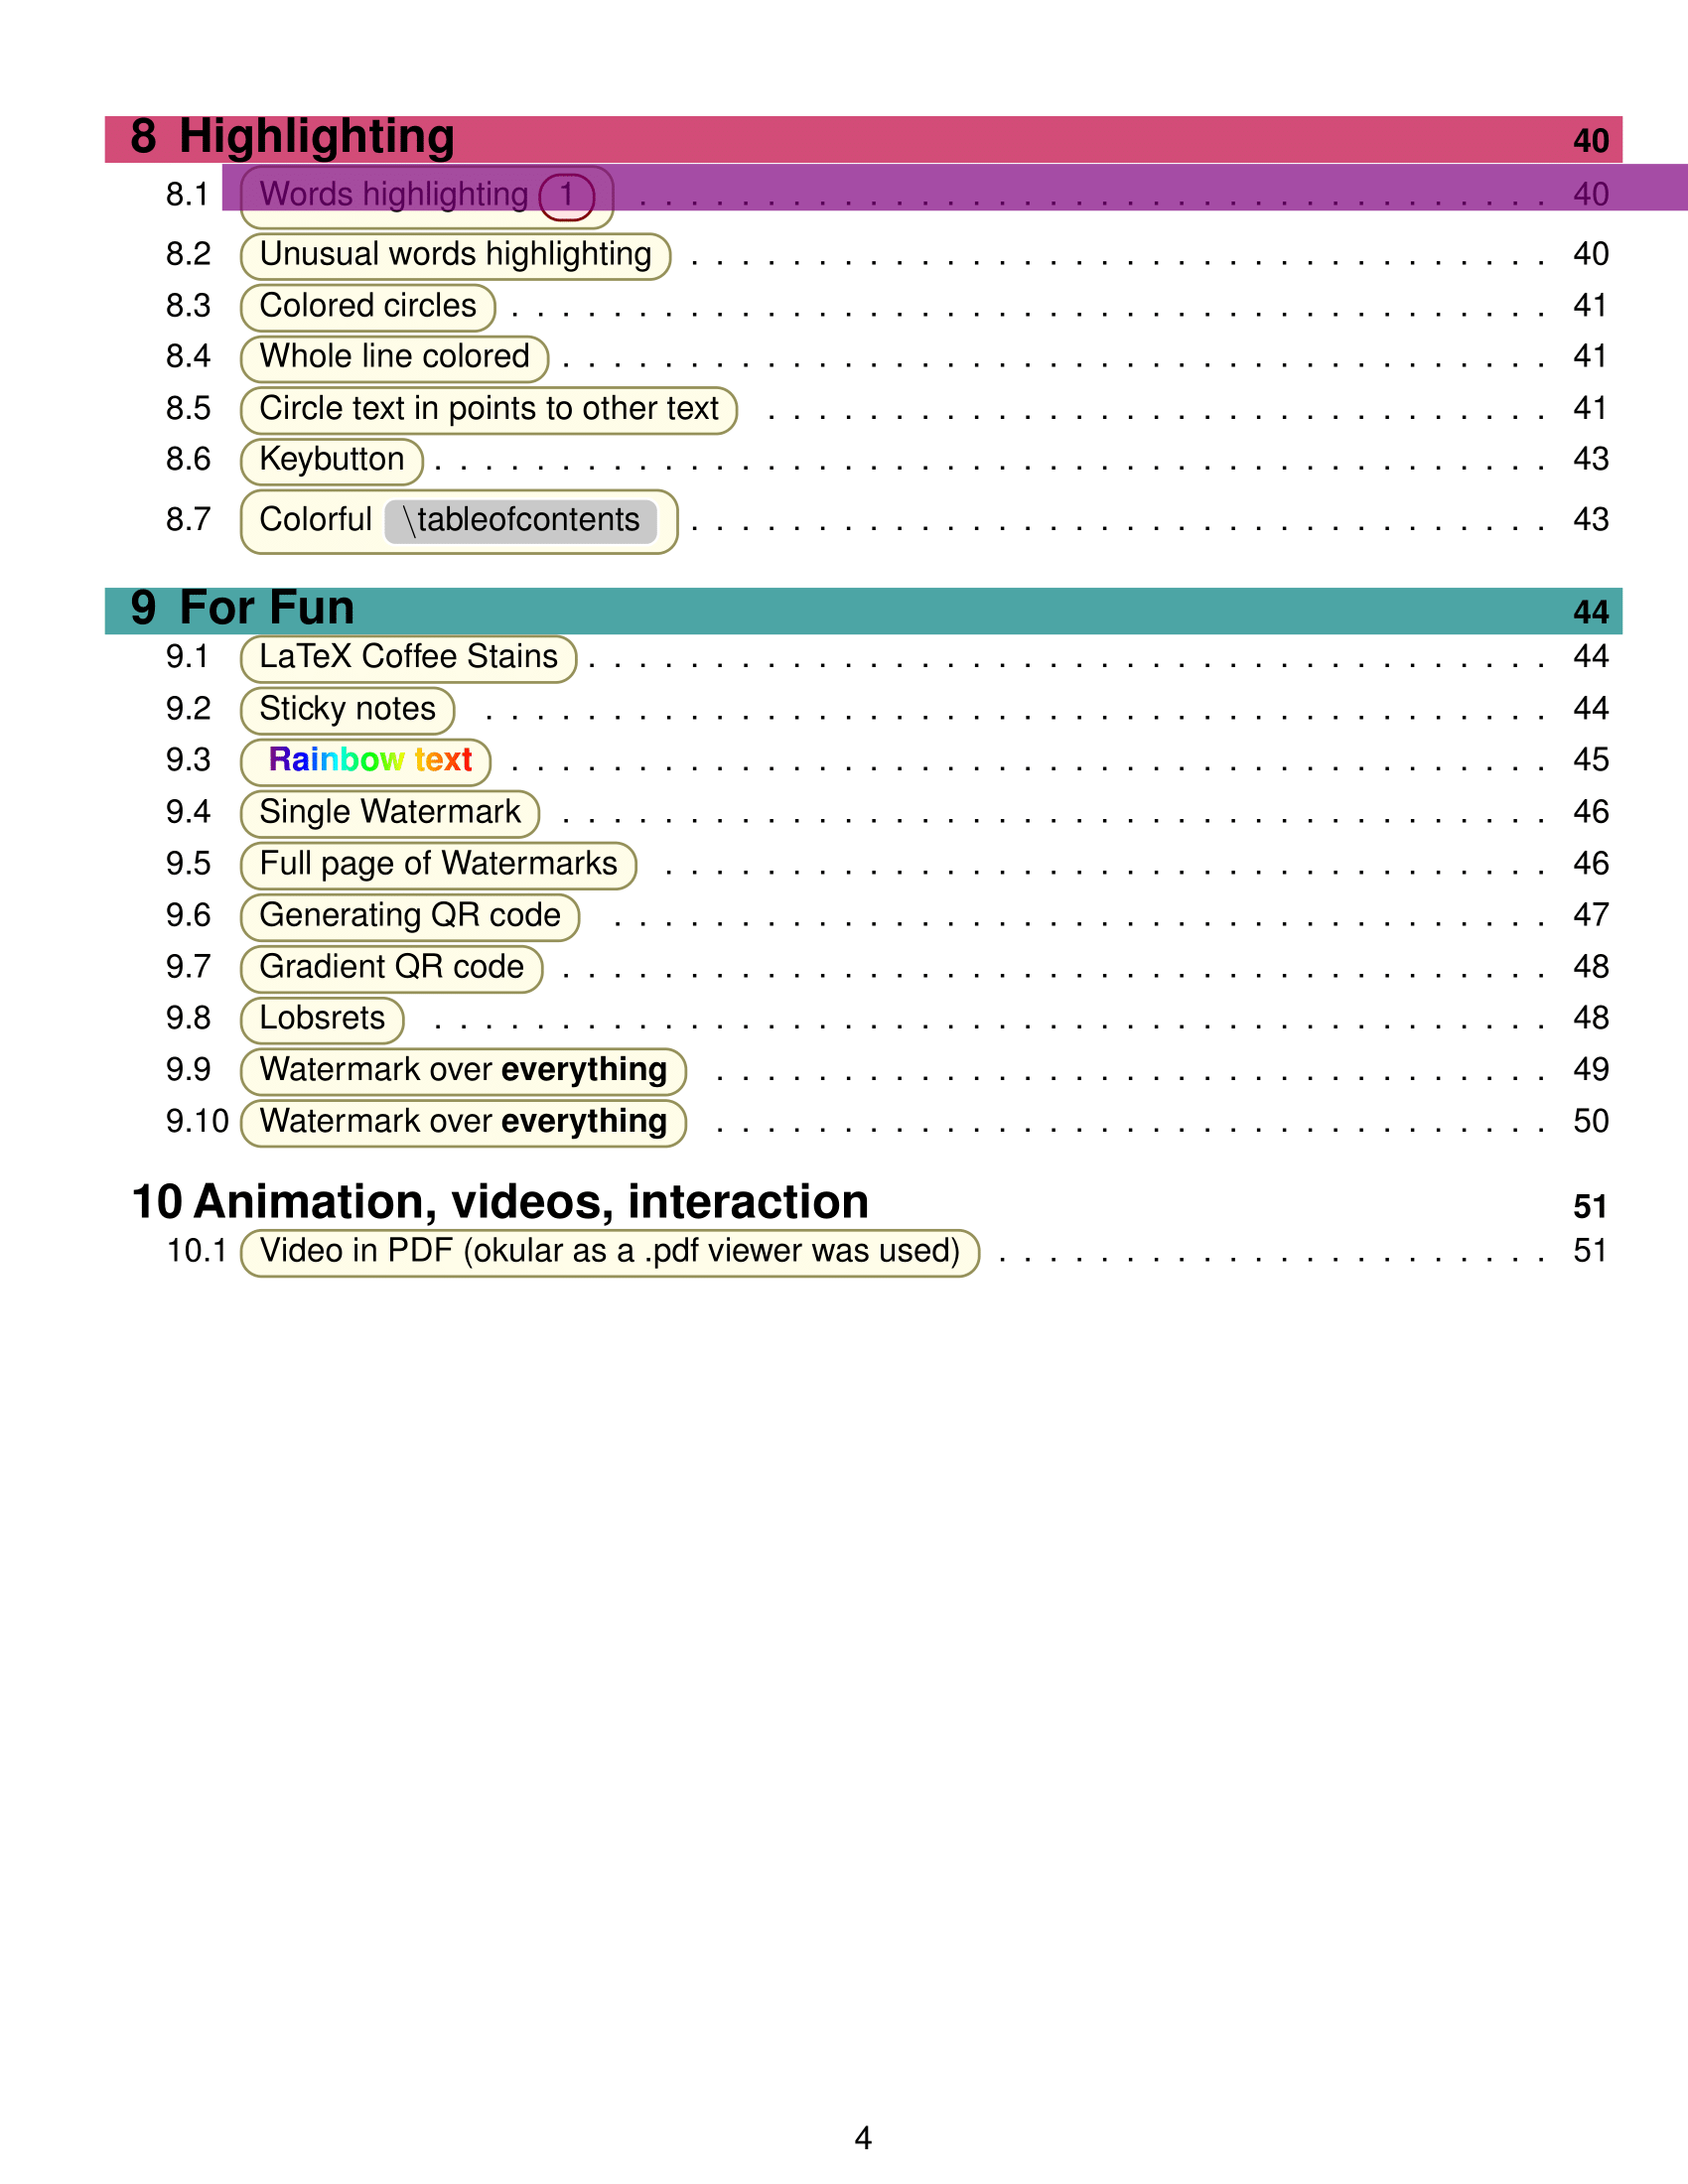 8 Highlighting 40
8.1 Words highlighting 1 . . . . . . . . . . . . . . . . . . . . . . . . . . . . . . . . . . . . 40
8.2 Unusual words highlighting . . . . . . . . . . . . . . . . . . . . . . . . . . . . . . . . . . 40
8.3 Colored circles . . . . . . . . . . . . . . . . . . . . . . . . . . . . . . . . . . . . . . . . . 41
8.4 Whole line colored . . . . . . . . . . . . . . . . . . . . . . . . . . . . . . . . . . . . . . . 41
8.5 Circle text in points to other text . . . . . . . . . . . . . . . . . . . . . . . . . . . . . . . 41
8.6 Keybutton . . . . . . . . . . . . . . . . . . . . . . . . . . . . . . . . . . . . . . . . . . . . 43
8.7 Colorful \tableofcontents . . . . . . . . . . . . . . . . . . . . . . . . . . . . . . . . . . 43
9 For Fun 44
9.1 LaTeX Coffee Stains . . . . . . . . . . . . . . . . . . . . . . . . . . . . . . . . . . . . . . 44
9.2 Sticky notes . . . . . . . . . . . . . . . . . . . . . . . . . . . . . . . . . . . . . . . . . . 44
9.3 Rainbow text . . . . . . . . . . . . . . . . . . . . . . . . . . . . . . . . . . . . . . . . . 45
9.4 Single Watermark . . . . . . . . . . . . . . . . . . . . . . . . . . . . . . . . . . . . . . . 46
9.5 Full page of Watermarks . . . . . . . . . . . . . . . . . . . . . . . . . . . . . . . . . . . 46
9.6 Generating QR code . . . . . . . . . . . . . . . . . . . . . . . . . . . . . . . . . . . . . 47
9.7 Gradient QR code . . . . . . . . . . . . . . . . . . . . . . . . . . . . . . . . . . . . . . . 48
9.8 Lobsrets . . . . . . . . . . . . . . . . . . . . . . . . . . . . . . . . . . . . . . . . . . . . 48
9.9 Watermark over everything . . . . . . . . . . . . . . . . . . . . . . . . . . . . . . . . . 49
9.10 Watermark over everything . . . . . . . . . . . . . . . . . . . . . . . . . . . . . . . . . 50
10 Animation, videos, interaction 51
10.1 Video in PDF (okular as a .pdf viewer was used) . . . . . . . . . . . . . . . . . . . . . . 51
4